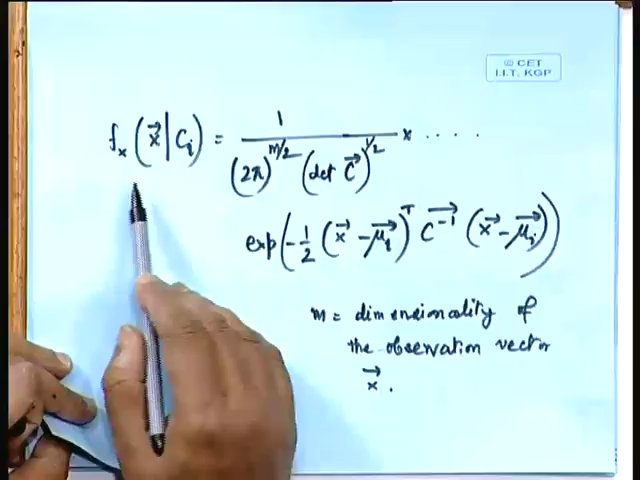 © CET
I.I.T. KGP
fₓ(x⃗ | Cᵢ) = 1 / ((2π)^(m/2) (det C⃗)^(1/2)) × ....
exp(-1/2 (x⃗ - μ⃗ᵢ)ᵀ C⃗⁻¹ (x⃗ - μ⃗ᵢ))
m = dimensionality of
the observation vector
x⃗ .